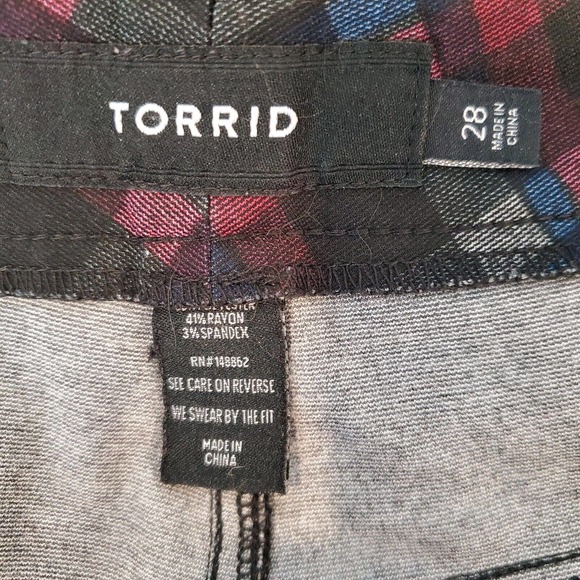 TORRID
28
MADE IN
CHINA
41% RAYON
3% SPANDEX
RN# 148862
SEE CARE ON REVERSE
WE SWEAR BY THE FIT
MADE IN
CHINA